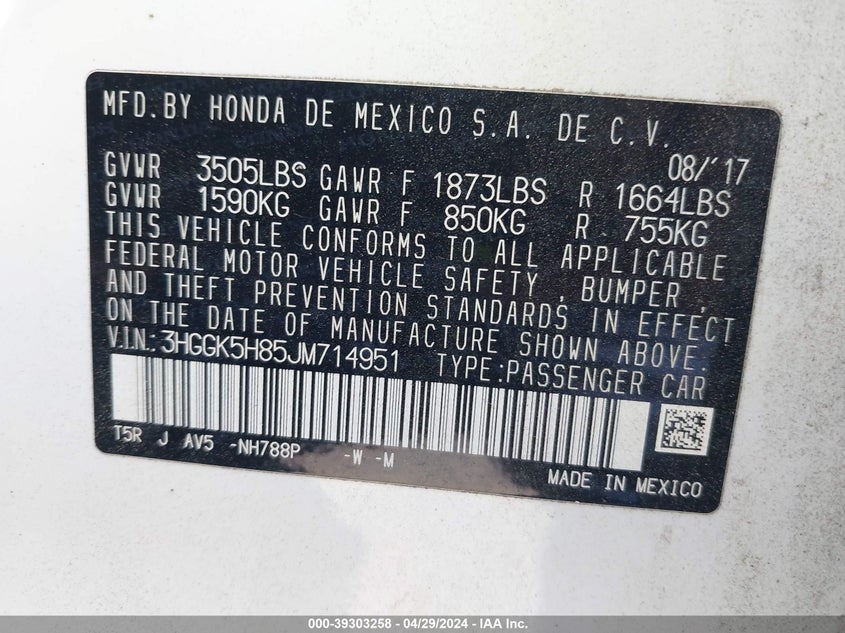 MFD.BY HONDA DE MEXICO S.A. DE C.V.
08/'17
GVWR 3505LBS GAWR F 1873LBS R 1664LBS
GVWR 1590KG GAWR F 850KG R 755KG
THIS VEHICLE CONFORMS TO ALL APPLICABLE
FEDERAL MOTOR VEHICLE SAFETY , BUMPER ,
AND THEFT PREVENTION STANDARDS IN EFFECT
ON THE DATE OF MANUFACTURE SHOWN ABOVE.
V.I.N.:3HGGK5H85JM714951 TYPE:PASSENGER CAR
T5R J AV5 -NH788P -W -M
MADE IN MEXICO
000-39303258 - 04/29/2024 - IAA Inc.